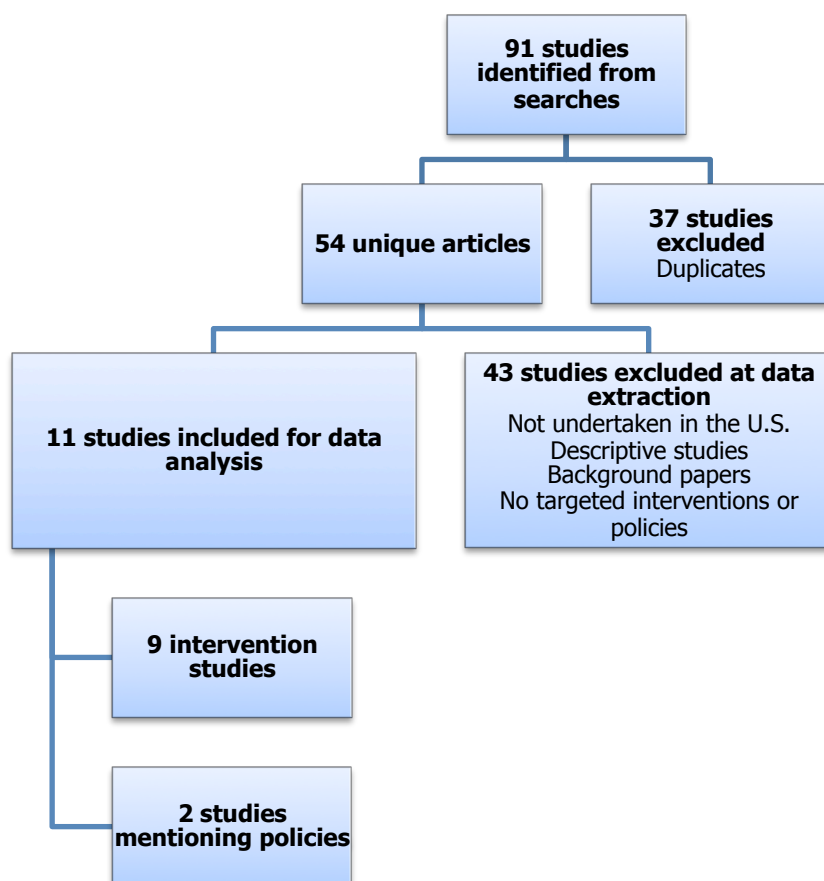 91 studies
identified from
searches
54 unique articles
37 studies
excluded
Duplicates
11 studies included for data
analysis
43 studies excluded at data
extraction
Not undertaken in the U.S.
Descriptive studies
Background papers
No targeted interventions or
policies
9 intervention
studies
2 studies
mentioning policies